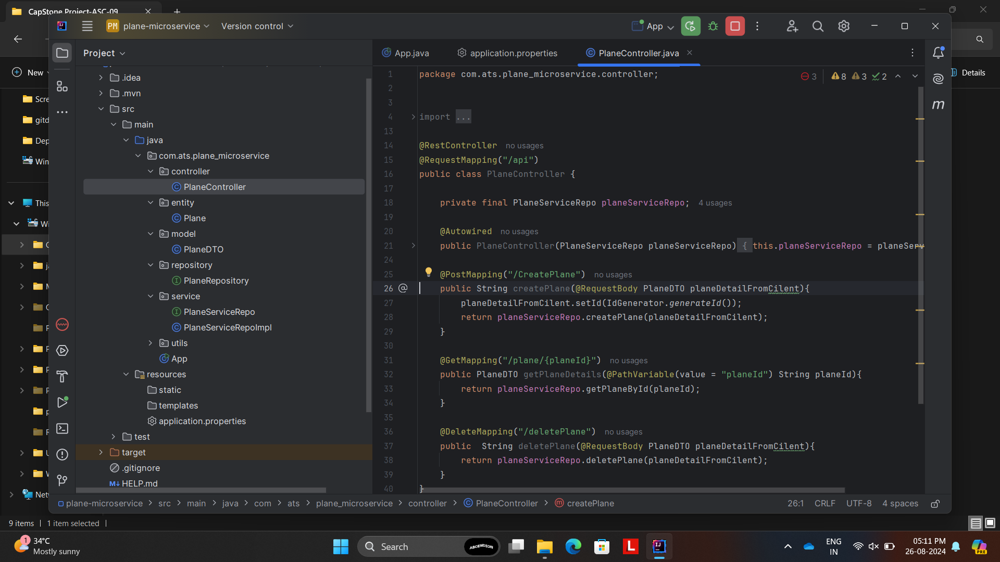 CapStone Project-ASC-09
PM plane-microservice
Version control
App
New
Details
Scre
gitd
Dep
Win
This
Wi
Netv
Project
.idea
.mvn
src
main
java
com.ats.plane_microservice
controller
PlaneController
entity
Plane
model
PlaneDTO
repository
PlaneRepository
service
PlaneServiceRepo
PlaneServiceRepoImpl
utils
App
resources
static
templates
application.properties
test
target
.gitignore
M↓ HELP.md
App.java
application.properties
PlaneController.java
3 8 3 2
1 package com.ats.plane_microservice.controller;
2
3
4 import ...
13
14 @RestController no usages
15 @RequestMapping("/api")
16 public class PlaneController {
17
18 private final PlaneServiceRepo planeServiceRepo; 4 usages
19
20 @Autowired no usages
21 public PlaneController(PlaneServiceRepo planeServiceRepo) { this.planeServiceRepo = planeServ
24
25 @PostMapping("/CreatePlane") no usages
26 public String createPlane(@RequestBody PlaneDTO planeDetailFromCilent){
27 planeDetailFromCilent.setId(IdGenerator.generateId());
28 return planeServiceRepo.createPlane(planeDetailFromCilent);
29 }
30
31 @GetMapping("/plane/{planeId}") no usages
32 public PlaneDTO getPlaneDetails(@PathVariable(value = "planeId") String planeId){
33 return planeServiceRepo.getPlaneById(planeId);
34 }
35
36 @DeleteMapping("/deletePlane") no usages
37 public String deletePlane(@RequestBody PlaneDTO planeDetailFromCilent){
38 return planeServiceRepo.deletePlane(planeDetailFromCilent);
39 }
40 }
m
plane-microservice > src > main > java > com > ats > plane_microservice > controller > PlaneController > createPlane
26:1 CRLF UTF-8 4 spaces
9 items 1 item selected
1
34°C
Mostly sunny
Search
ASCENDION
ENG
IN
05:11 PM
26-08-2024
PRE